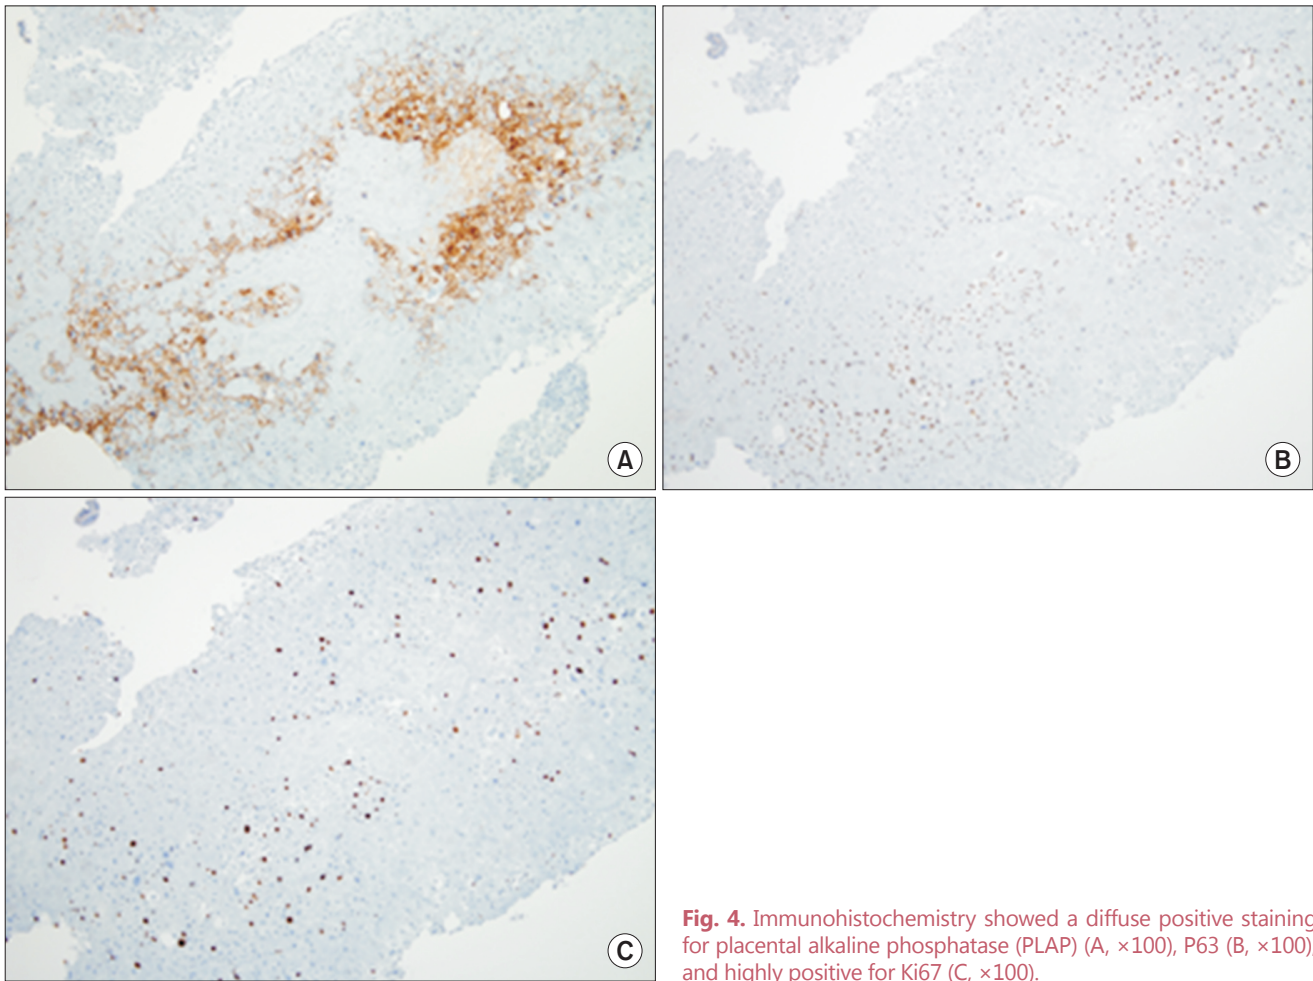 A
B
C
Fig. 4. Immunohistochemistry showed a diffuse positive staining
for placental alkaline phosphatase (PLAP) (A, ×100), P63 (B, ×100),
and highly positive for Ki67 (C, ×100).